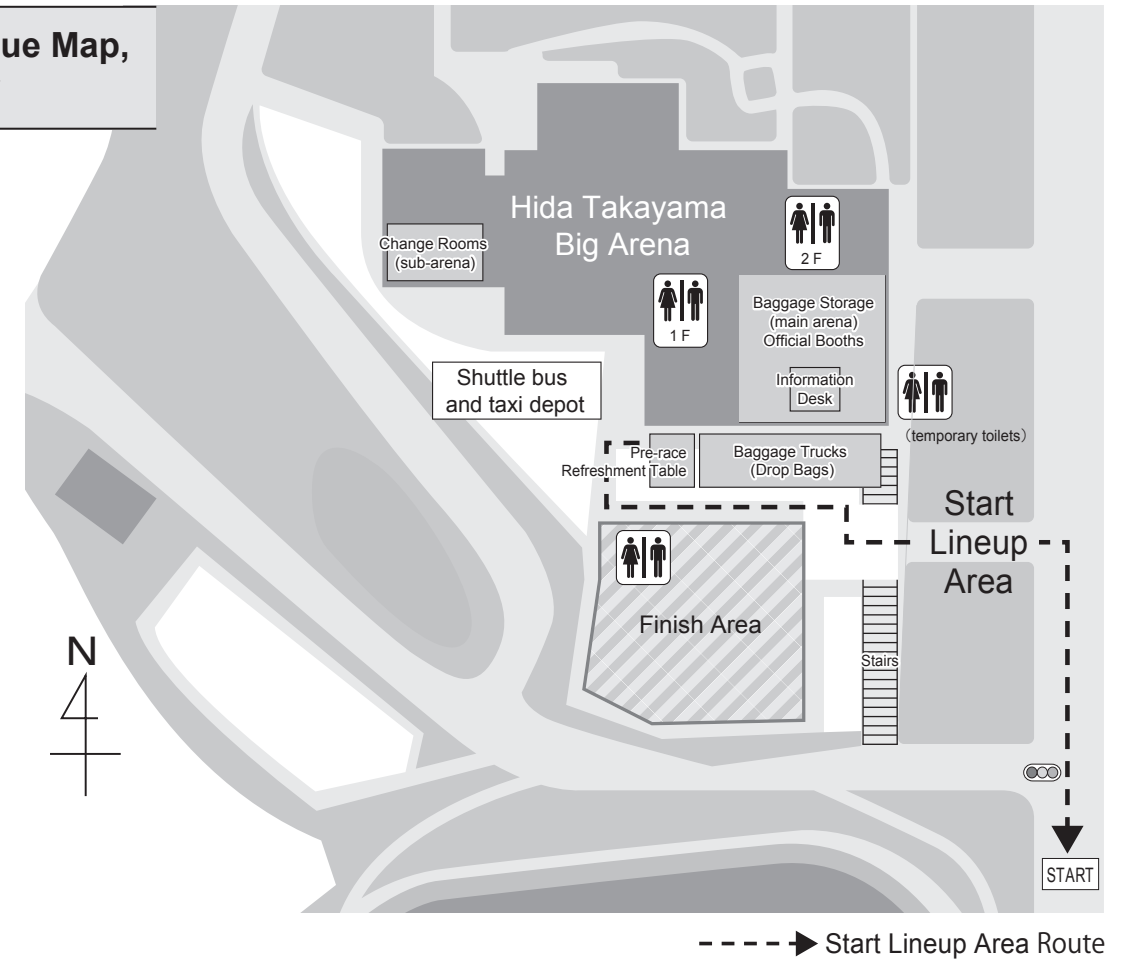 ue Map,
Hida Takayama
Big Arena
Change Rooms
(sub-arena)
2 F
1 F
Baggage Storage
(main arena)
Official Booths
Information
Desk
Shuttle bus
and taxi depot
(temporary toilets)
Pre-race
Refreshment Table
Baggage Trucks
(Drop Bags)
Start
Lineup
Area
Finish Area
Stairs
N
START
Start Lineup Area Route